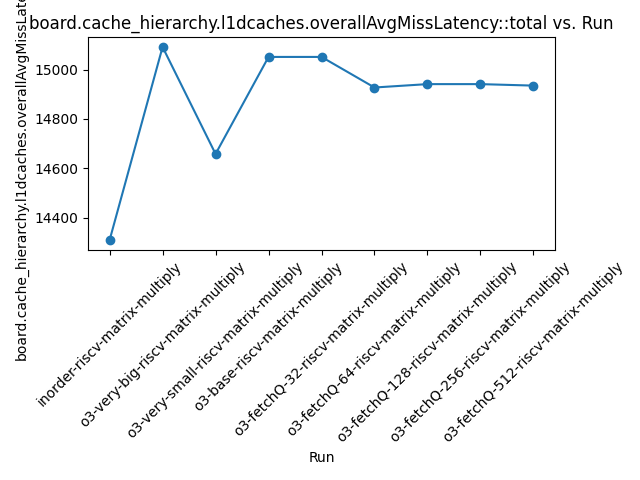 board.cache_hierarchy.l1dcaches.overallAvgMissLatency::total vs. Run
board.cache_hierarchy.l1dcaches.overallAvgMissLate
15000
14800
14600
14400
inorder-riscv-matrix-multiply
o3-very-big-riscv-matrix-multiply
o3-very-small-riscv-matrix-multiply
o3-base-riscv-matrix-multiply
o3-fetchQ-32-riscv-matrix-multiply
o3-fetchQ-64-riscv-matrix-multiply
o3-fetchQ-128-riscv-matrix-multiply
o3-fetchQ-256-riscv-matrix-multiply
o3-fetchQ-512-riscv-matrix-multiply
Run